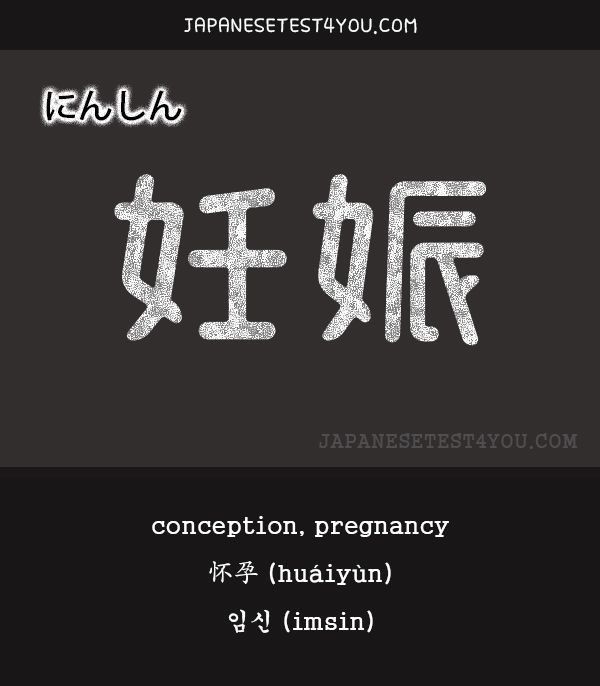 JAPANESETEST4YOU.COM
にんしん
妊娠
JAPANESETEST4YOU.COM
conception, pregnancy
怀孕 (huáiyùn)
임신 (imsin)